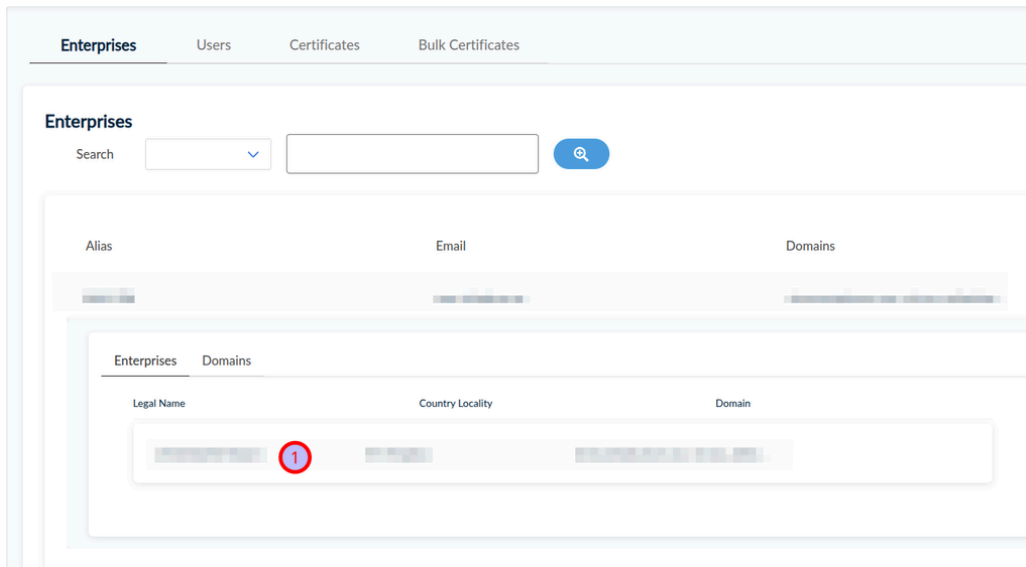 Enterprises Users Certificates Bulk Certificates
Enterprises
Search
Alias Email Domains
Enterprises Domains
Legal Name Country Locality Domain
1